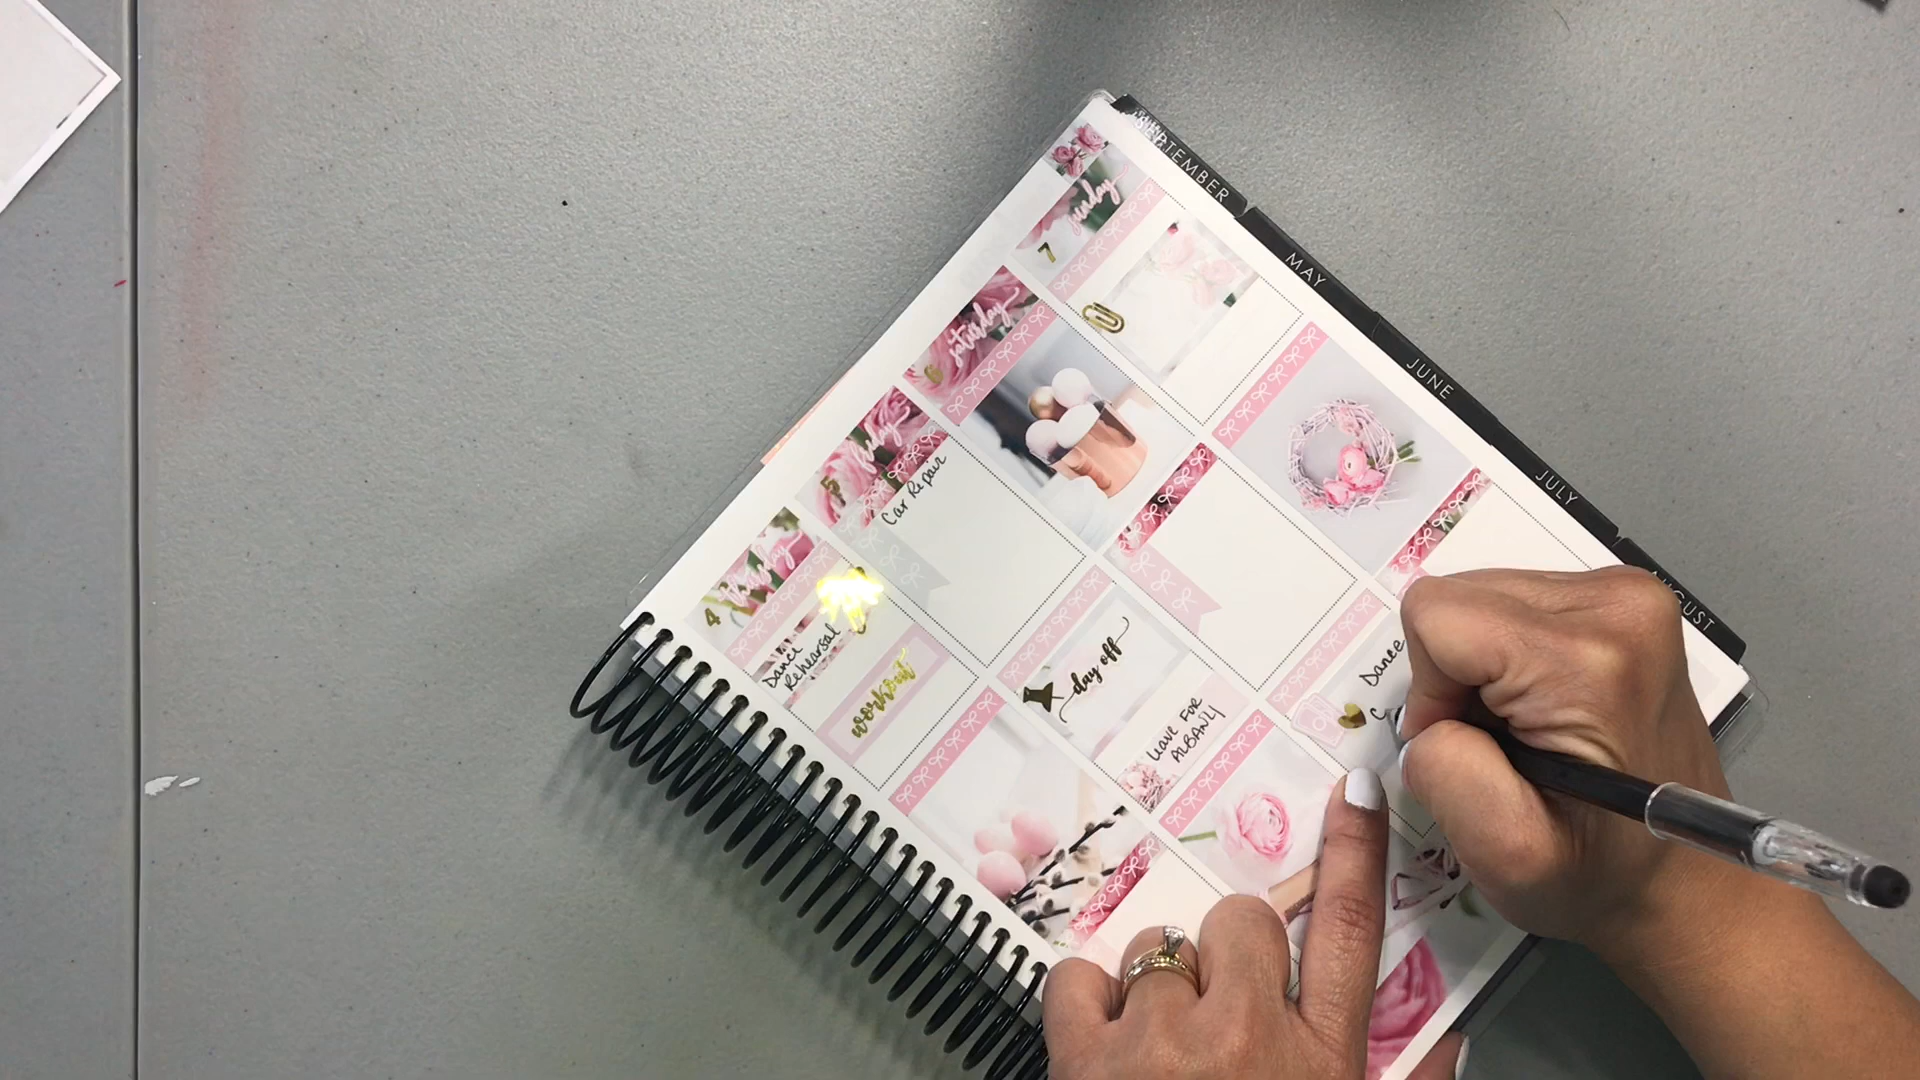 SEPTEMBER
MAY
JUNE
JULY
AUGUST
thursday
4
Dance
Rehearsal
workout
friday
5
Car Repair
day off
Leave FOR
ALBANY
saturday
6
Dance
sunday
7